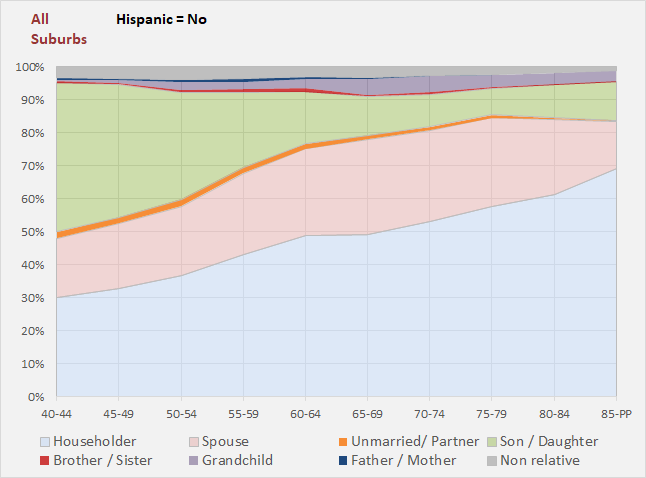 All
Suburbs
Hispanic = No
100%
90%
80%
70%
60%
50%
40%
30%
20%
10%
0%
40-44 45-49 50-54 55-59 60-64 65-69 70-74 75-79 80-84 85-PP
Householder Spouse Unmarried/ Partner Son / Daughter
Brother / Sister Grandchild Father / Mother Non relative